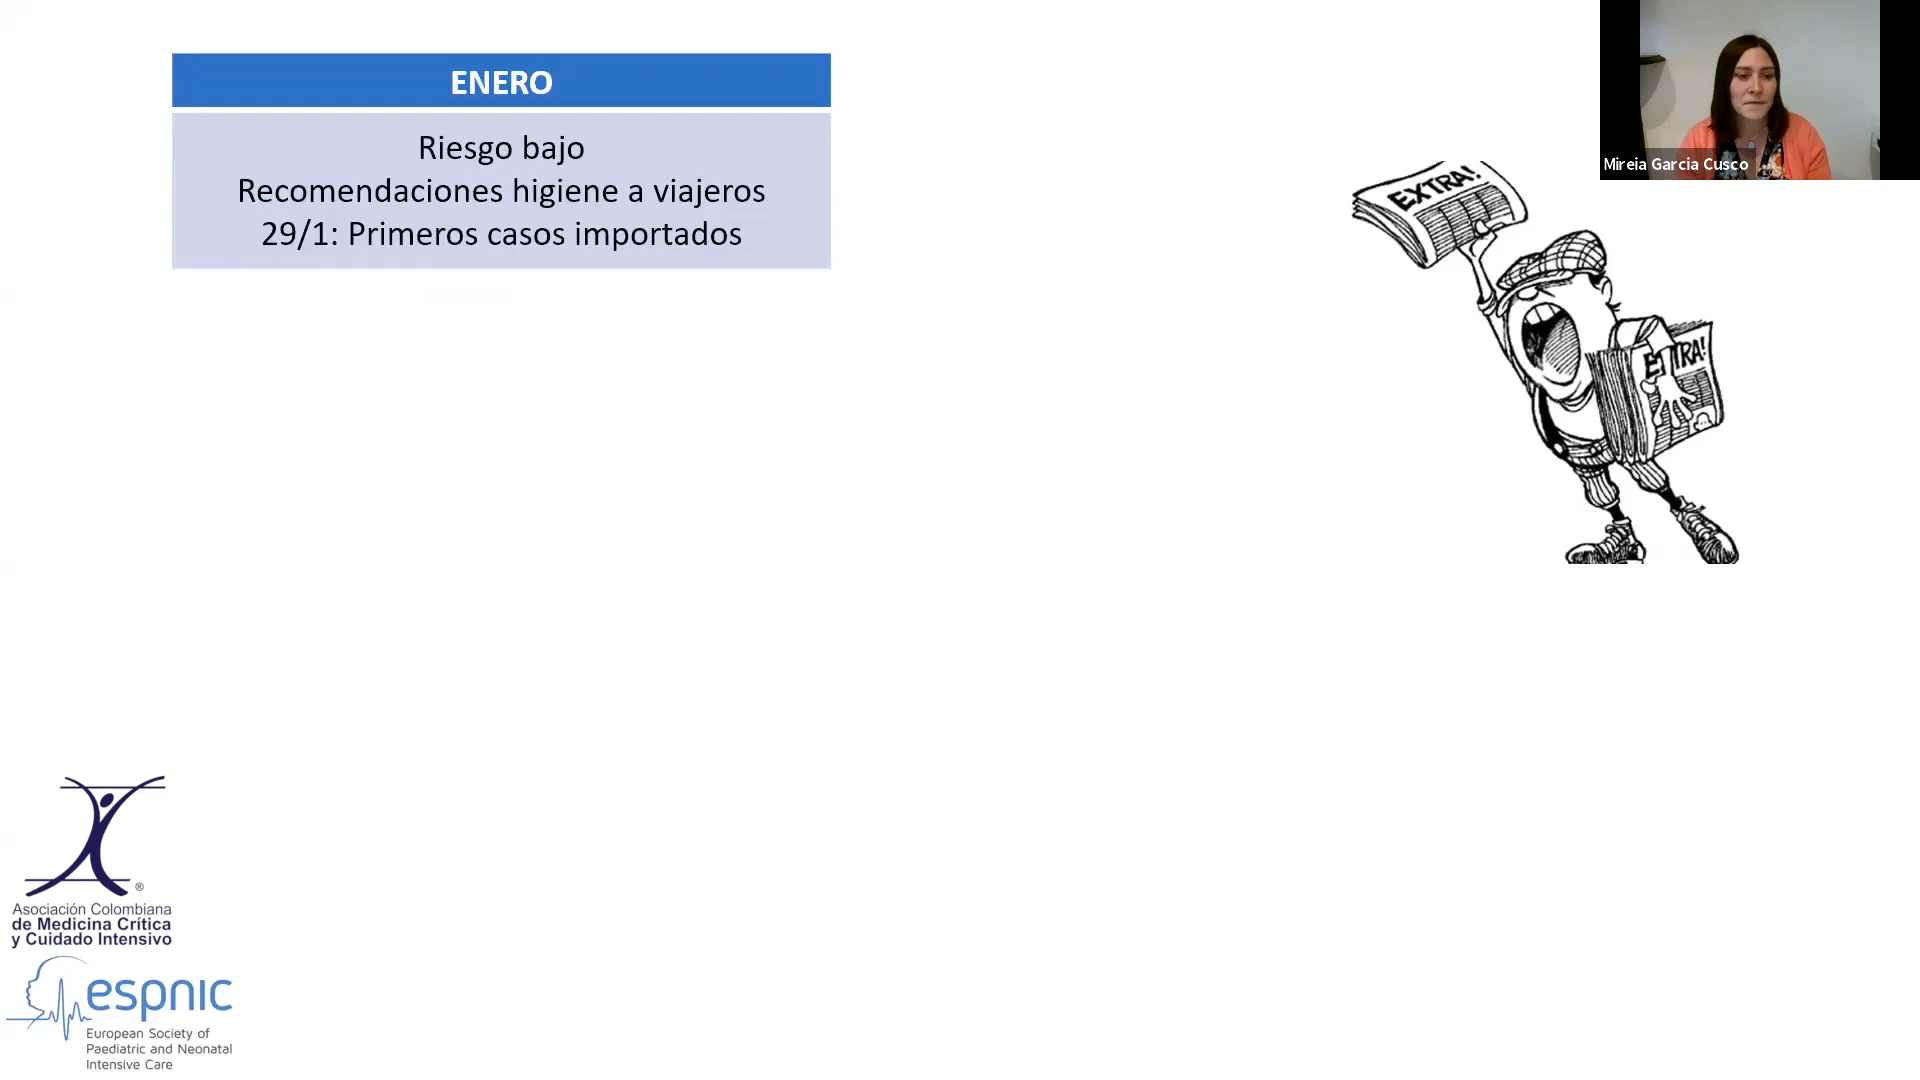 ENERO
Riesgo bajo
Recomendaciones higiene a viajeros
29/1: Primeros casos importados
Mireia Garcia Cusco
EXTRA!
EXTRA!
®
Asociación Colombiana
de Medicina Crítica
y Cuidado Intensivo
espnic
European Society of
Paediatric and Neonatal
Intensive Care